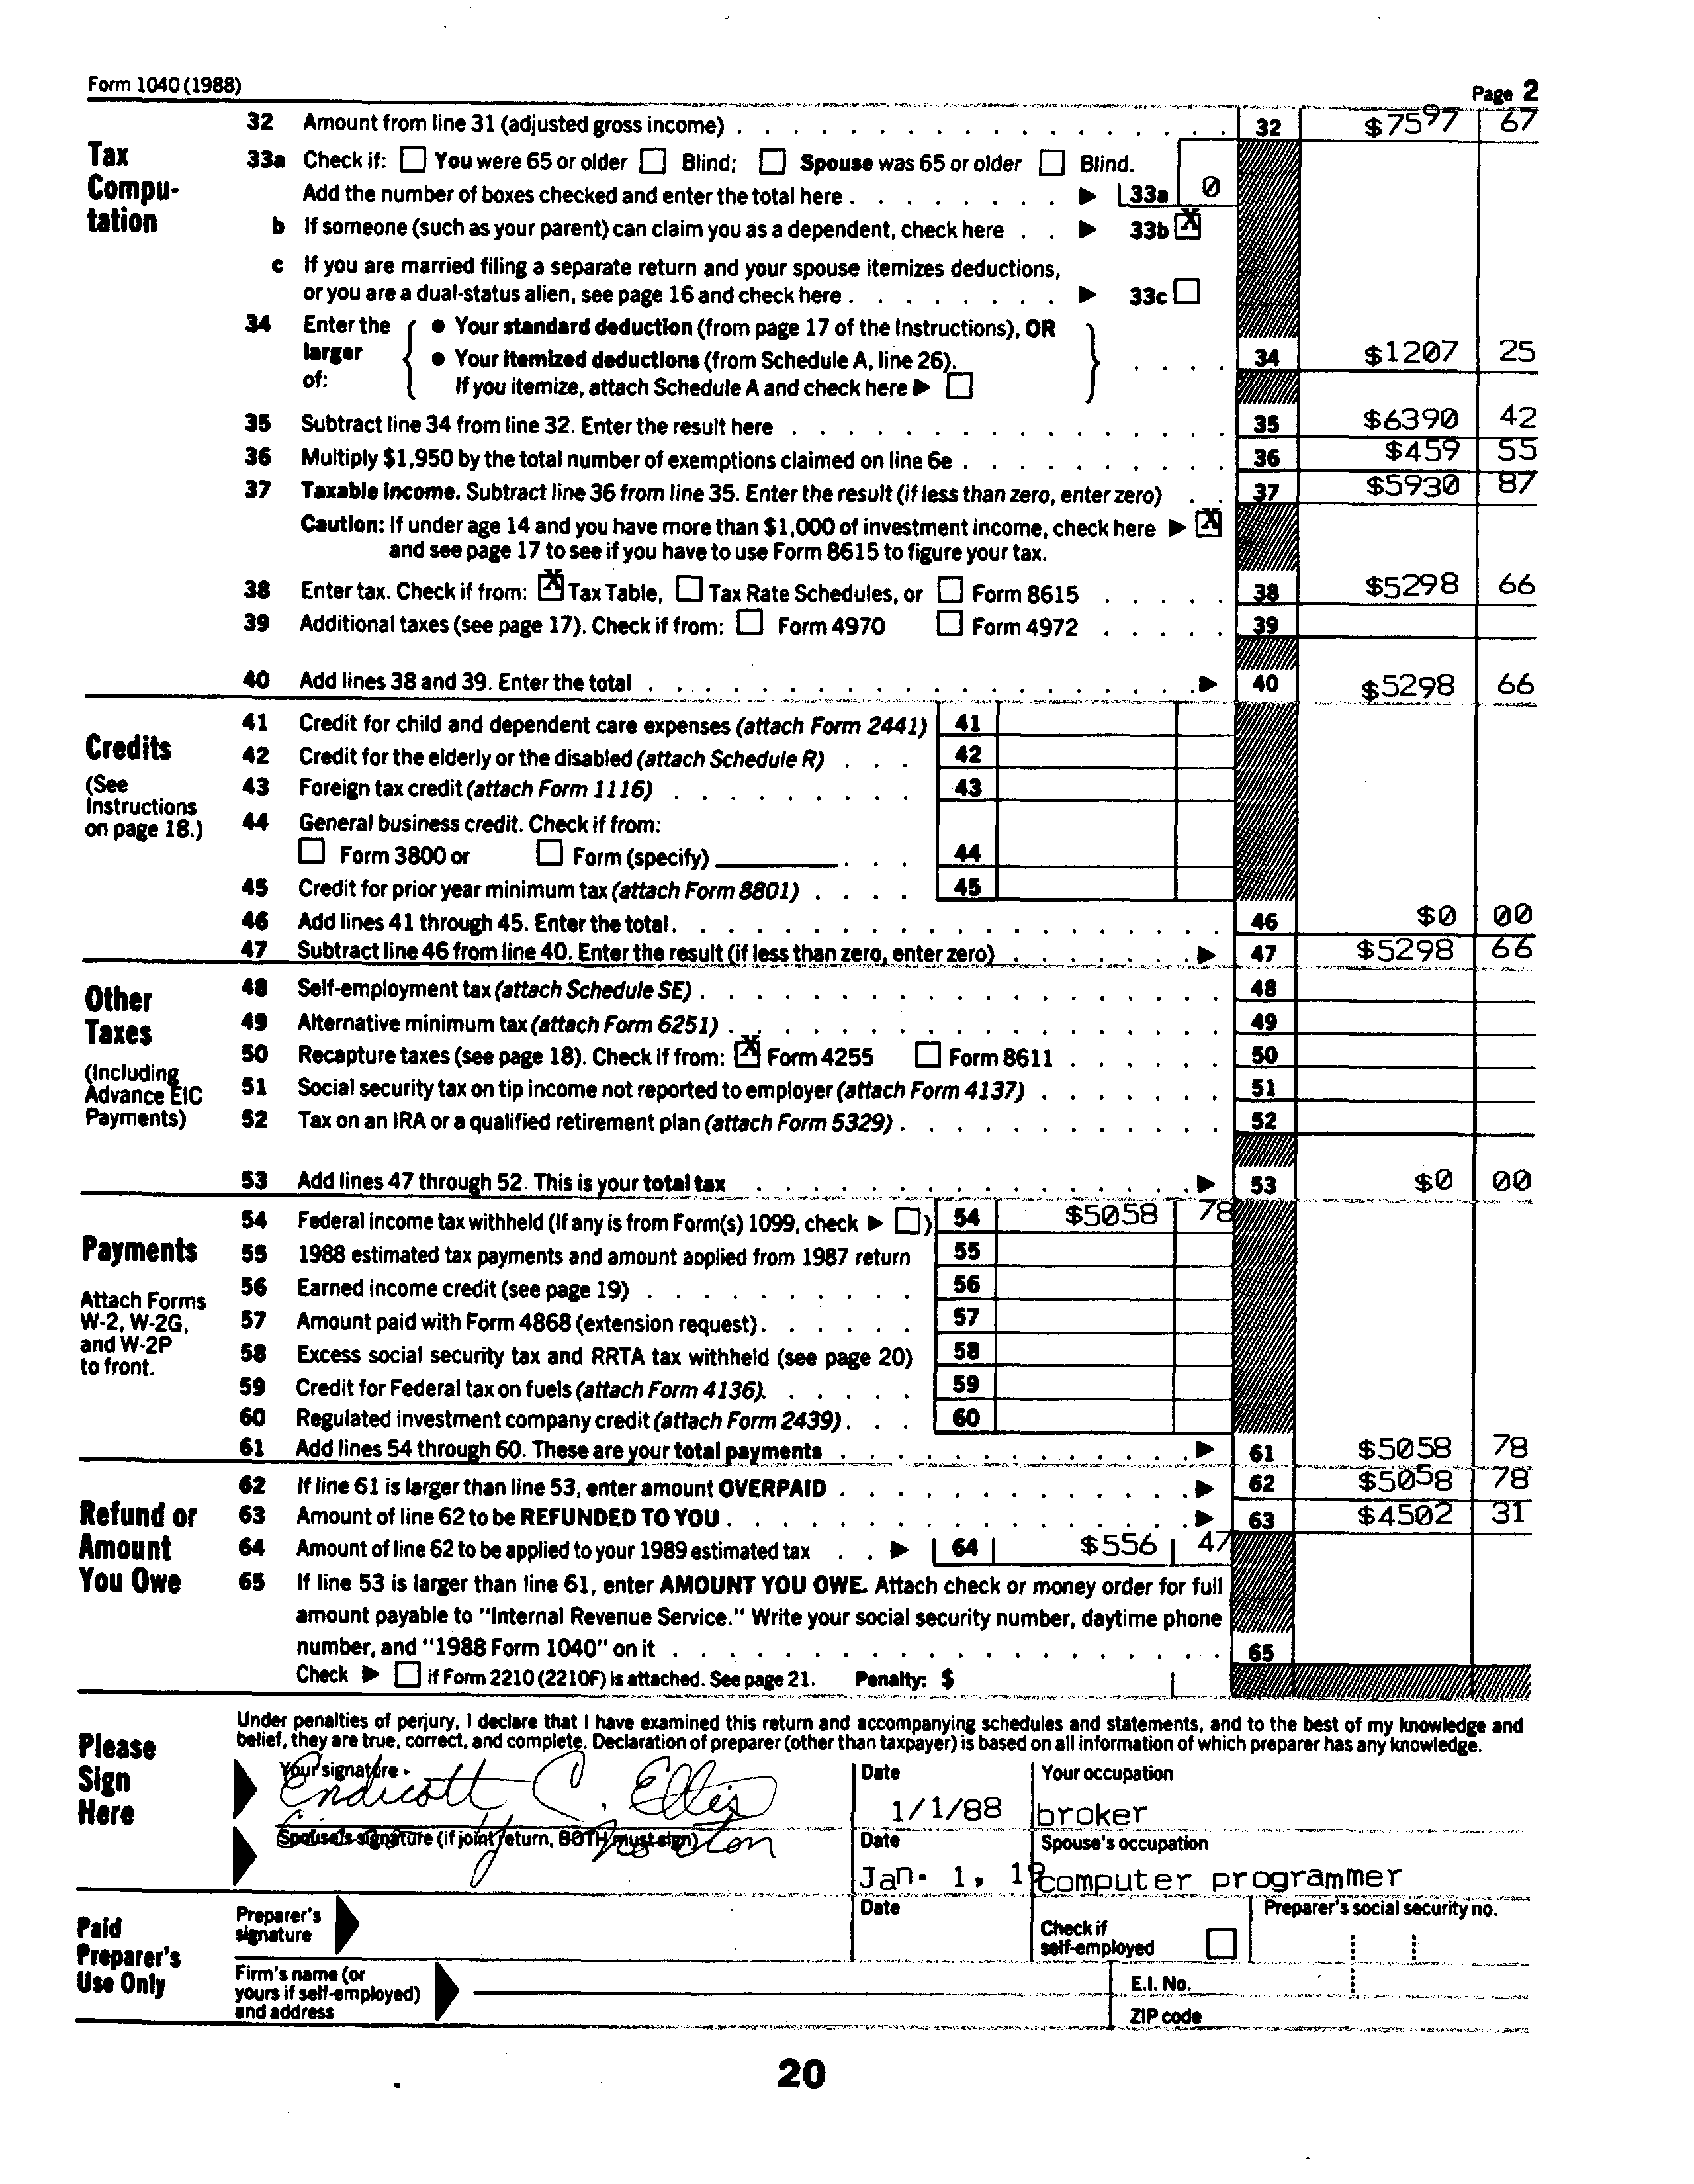 Form 1040 (1988) Page 2
Tax Computation
32 Amount from line 31 (adjusted gross income) 32 $7597 67
33a Check if: You were 65 or older Blind; Spouse was 65 or older Blind.
Add the number of boxes checked and enter the total here 33a 0
b If someone (such as your parent) can claim you as a dependent, check here 33b X
c If you are married filing a separate return and your spouse itemizes deductions,
or you are a dual-status alien, see page 16 and check here 33c
34 Enter the larger of:
• Your standard deduction (from page 17 of the Instructions), OR
• Your itemized deductions (from Schedule A, line 26).
If you itemize, attach Schedule A and check here
34 $1207 25
35 Subtract line 34 from line 32. Enter the result here 35 $6390 42
36 Multiply $1,950 by the total number of exemptions claimed on line 6e 36 $459 55
37 Taxable income. Subtract line 36 from line 35. Enter the result (if less than zero, enter zero) 37 $5930 87
Caution: If under age 14 and you have more than $1,000 of investment income, check here X
and see page 17 to see if you have to use Form 8615 to figure your tax.
38 Enter tax. Check if from: X Tax Table, Tax Rate Schedules, or Form 8615 38 $5298 66
39 Additional taxes (see page 17). Check if from: Form 4970 Form 4972 39
40 Add lines 38 and 39. Enter the total 40 $5298 66
Credits
(See Instructions on page 18.)
41 Credit for child and dependent care expenses (attach Form 2441) 41
42 Credit for the elderly or the disabled (attach Schedule R) 42
43 Foreign tax credit (attach Form 1116) 43
44 General business credit. Check if from:
Form 3800 or Form (specify) 44
45 Credit for prior year minimum tax (attach Form 8801) 45
46 Add lines 41 through 45. Enter the total 46 $0 00
47 Subtract line 46 from line 40. Enter the result (if less than zero, enter zero) 47 $5298 66
Other Taxes
(Including Advance EIC Payments)
48 Self-employment tax (attach Schedule SE) 48
49 Alternative minimum tax (attach Form 6251) 49
50 Recapture taxes (see page 18). Check if from: X Form 4255 Form 8611 50
51 Social security tax on tip income not reported to employer (attach Form 4137) 51
52 Tax on an IRA or a qualified retirement plan (attach Form 5329) 52
53 Add lines 47 through 52. This is your total tax 53 $0 00
Payments
Attach Forms W-2, W-2G, and W-2P to front.
54 Federal income tax withheld (If any is from Form(s) 1099, check ) 54 $5058 78
55 1988 estimated tax payments and amount applied from 1987 return 55
56 Earned income credit (see page 19) 56
57 Amount paid with Form 4868 (extension request) 57
58 Excess social security tax and RRTA tax withheld (see page 20) 58
59 Credit for Federal tax on fuels (attach Form 4136) 59
60 Regulated investment company credit (attach Form 2439) 60
61 Add lines 54 through 60. These are your total payments 61 $5058 78
Refund or Amount You Owe
62 If line 61 is larger than line 53, enter amount OVERPAID 62 $5058 78
63 Amount of line 62 to be REFUNDED TO YOU 63 $4502 31
64 Amount of line 62 to be applied to your 1989 estimated tax 64 $556 47
65 If line 53 is larger than line 61, enter AMOUNT YOU OWE. Attach check or money order for full
amount payable to "Internal Revenue Service." Write your social security number, daytime phone
number, and "1988 Form 1040" on it 65
Check if Form 2210 (2210F) is attached. See page 21. Penalty: $
Please Sign Here
Under penalties of perjury, I declare that I have examined this return and accompanying schedules and statements, and to the best of my knowledge and
belief, they are true, correct, and complete. Declaration of preparer (other than taxpayer) is based on all information of which preparer has any knowledge.
Your signature Date Your occupation
Endicott C. Ellis 1/1/88 broker
Spouse's signature (if joint return, BOTH must sign) Date Spouse's occupation
Norton Jan. 1, 19 computer programmer
Paid Preparer's Use Only
Preparer's signature Date Check if self-employed Preparer's social security no.
Firm's name (or yours if self-employed) and address E.I. No.
ZIP code
20